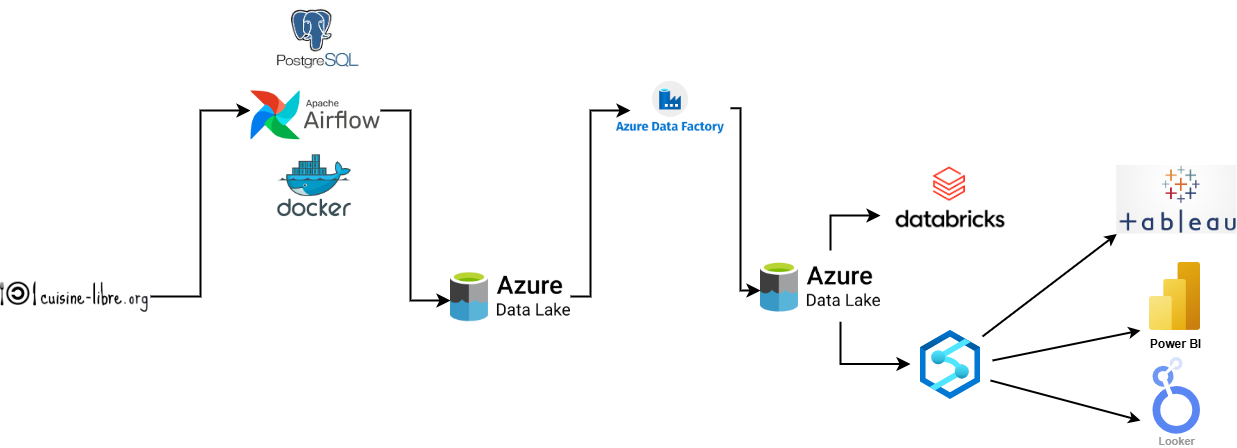 PostgreSQL
Apache
Airflow
docker
cuisine-libre.org
Azure
Data Lake
Azure Data Factory
Azure
Data Lake
databricks
+ableau
Power BI
Looker